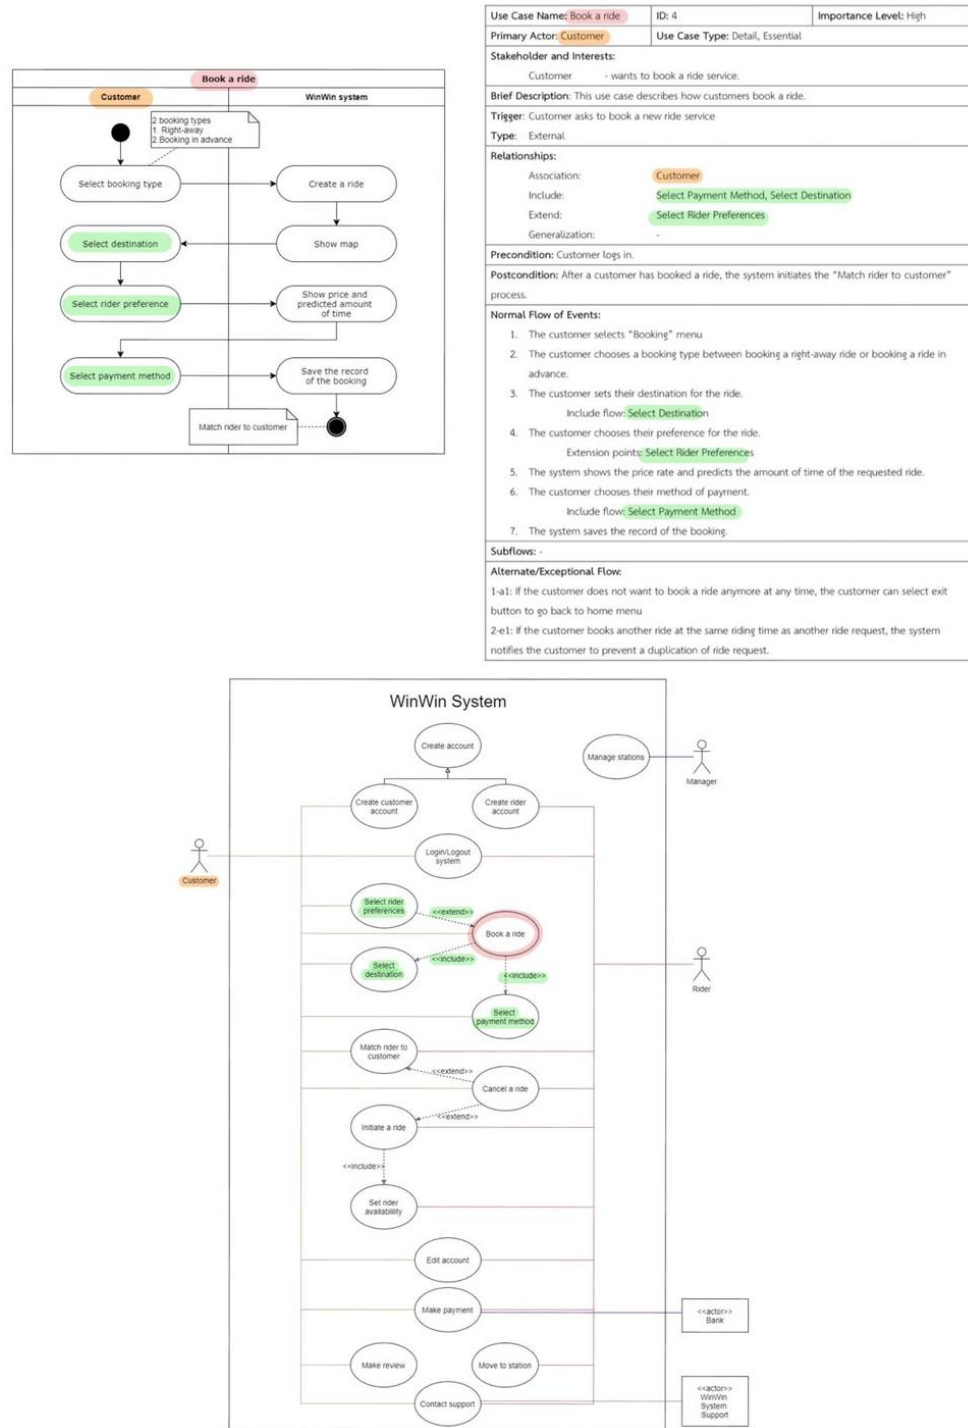 Book a ride
Customer
WinWin system
2 booking types
1. Right-away
2.Booking in advance
Select booking type
Create a ride
Select destination
Show map
Select rider preference
Show price and
predicted amount
of time
Select payment method
Save the record
of the booking
Match rider to customer
Use Case Name: Book a ride
ID: 4
Importance Level: High
Primary Actor: Customer
Use Case Type: Detail, Essential
Stakeholder and Interests:
Customer - wants to book a ride service.
Brief Description: This use case describes how customers book a ride.
Trigger: Customer asks to book a new ride service
Type: External
Relationships:
Association: Customer
Include: Select Payment Method, Select Destination
Extend: Select Rider Preferences
Generalization: -
Precondition: Customer logs in.
Postcondition: After a customer has booked a ride, the system initiates the "Match rider to customer"
process.
Normal Flow of Events:
1. The customer selects "Booking" menu
2. The customer chooses a booking type between booking a right-away ride or booking a ride in
advance.
3. The customer sets their destination for the ride.
Include flow: Select Destination
4. The customer chooses their preference for the ride.
Extension points: Select Rider Preferences
5. The system shows the price rate and predicts the amount of time of the requested ride.
6. The customer chooses their method of payment.
Include flow: Select Payment Method
7. The system saves the record of the booking.
Subflows: -
Alternate/Exceptional Flow:
1-a1: If the customer does not want to book a ride anymore at any time, the customer can select exit
button to go back to home menu
2-e1: If the customer books another ride at the same riding time as another ride request, the system
notifies the customer to prevent a duplication of ride request.
WinWin System
Create account
Manage stations
Manager
Create customer
account
Create rider
account
Login/Logout
system
Customer
Select rider
preferences
<<extend>>
Book a ride
Select
destination
<<include>>
<<include>>
Rider
Select
payment method
Match rider to
customer
<<extend>>
Cancel a ride
<<extend>>
Initiate a ride
<<include>>
Set rider
availability
Edit account
Make payment
<<actor>>
Bank
Make review
Move to station
Contact support
<<actor>>
WinWin
System
Support